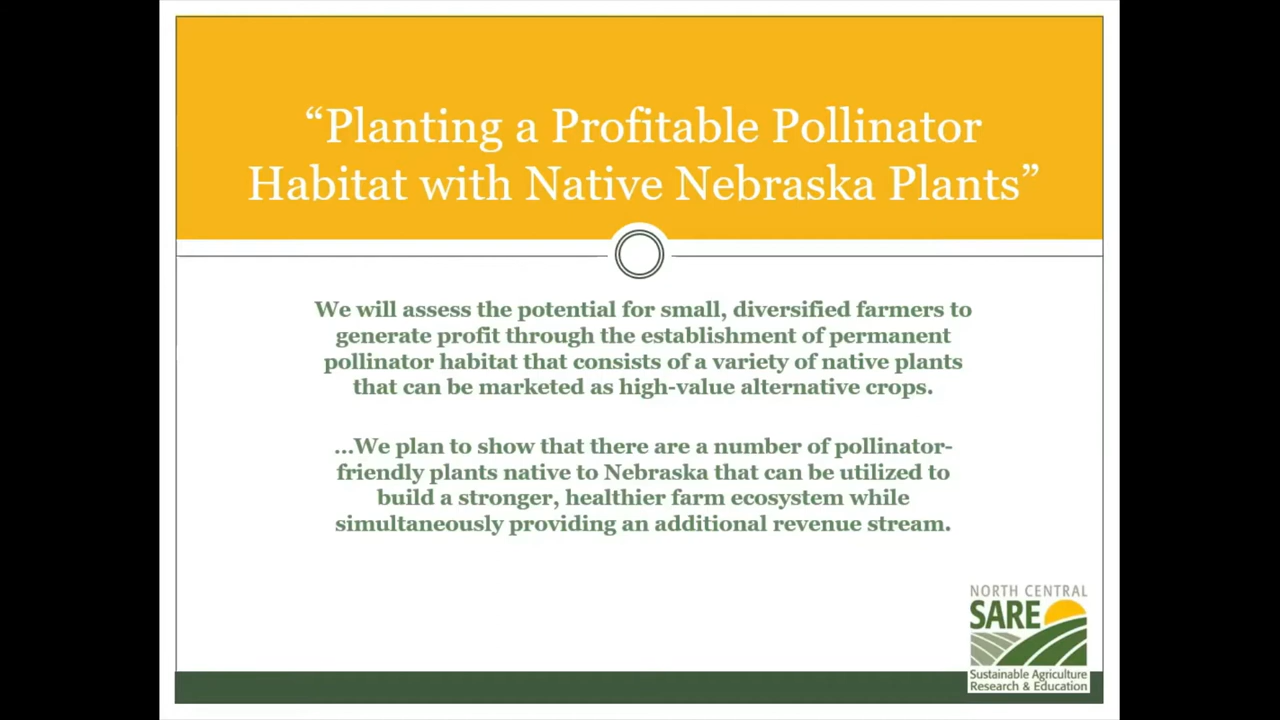 “Planting a Profitable Pollinator
Habitat with Native Nebraska Plants”
We will assess the potential for small, diversified farmers to
generate profit through the establishment of permanent
pollinator habitat that consists of a variety of native plants
that can be marketed as high-value alternative crops.
...We plan to show that there are a number of pollinator-
friendly plants native to Nebraska that can be utilized to
build a stronger, healthier farm ecosystem while
simultaneously providing an additional revenue stream.
NORTH CENTRAL
SARE
Sustainable Agriculture
Research & Education